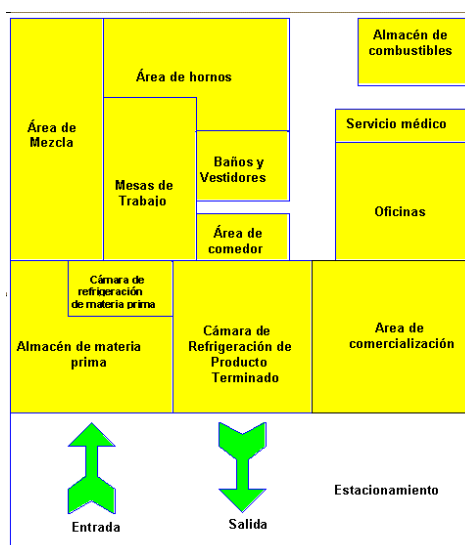 Almacén de
combustibles
Área de hornos
Área de
Mezcla
Servicio médico
Baños y
Vestidores
Mesas de
Trabajo
Oficinas
Área de
comedor
Cámara de
refrigeración
de materia prima
Almacén de materia
prima
Cámara de
Refrigeración de
Producto
Terminado
Area de
comercialización
Estacionamiento
Entrada
Salida